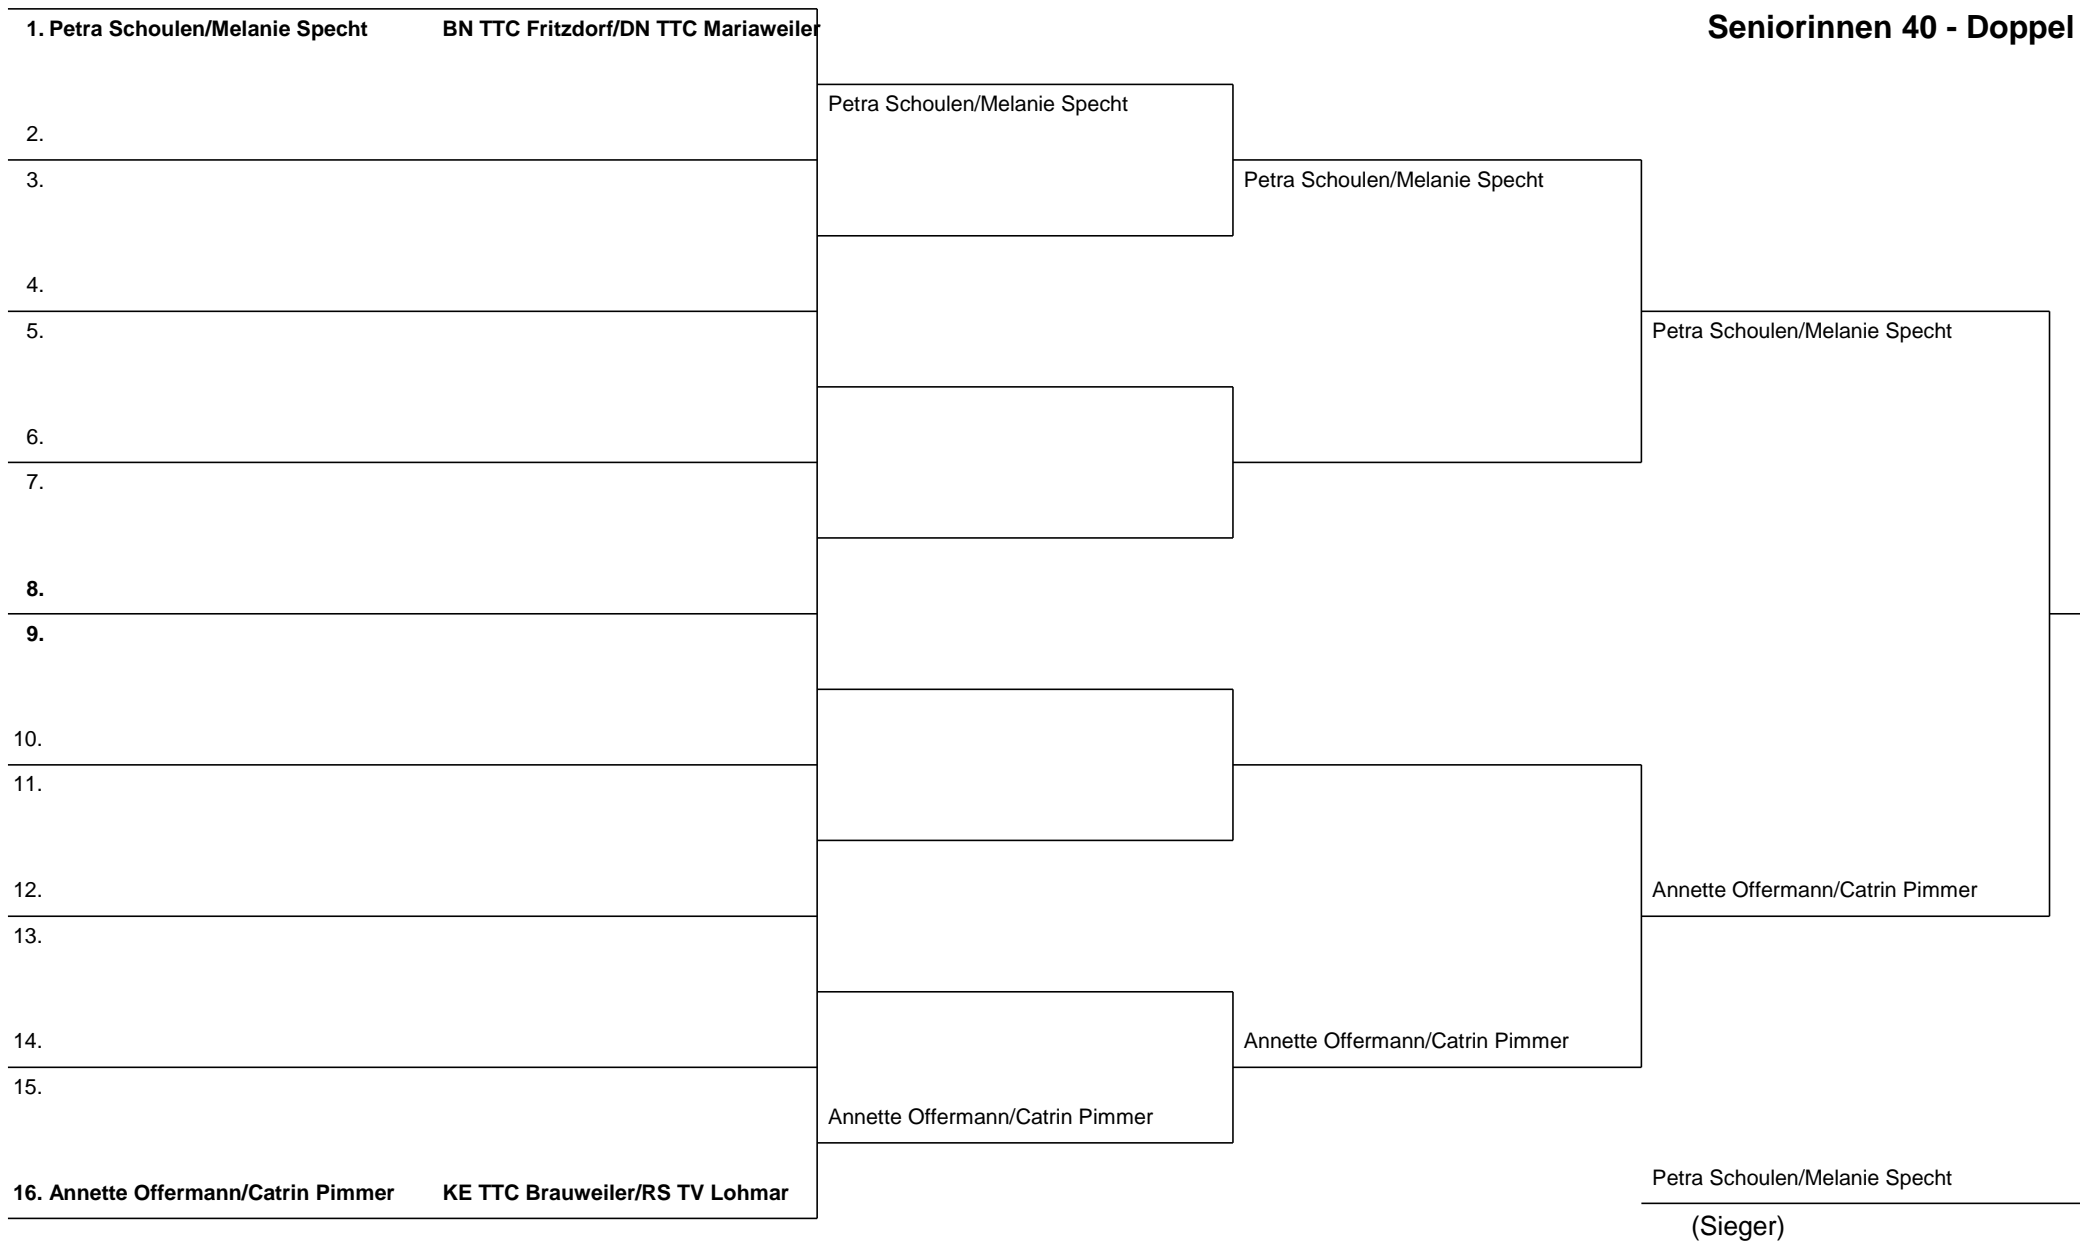 Seniorinnen 40 - Doppel
1. Petra Schoulen/Melanie Specht BN TTC Fritzdorf/DN TTC Mariaweiler
Petra Schoulen/Melanie Specht
2.
3.
Petra Schoulen/Melanie Specht
4.
5.
Petra Schoulen/Melanie Specht
6.
7.
8.
9.
10.
11.
12.
Annette Offermann/Catrin Pimmer
13.
14.
Annette Offermann/Catrin Pimmer
15.
Annette Offermann/Catrin Pimmer
16. Annette Offermann/Catrin Pimmer KE TTC Brauweiler/RS TV Lohmar
Petra Schoulen/Melanie Specht
(Sieger)